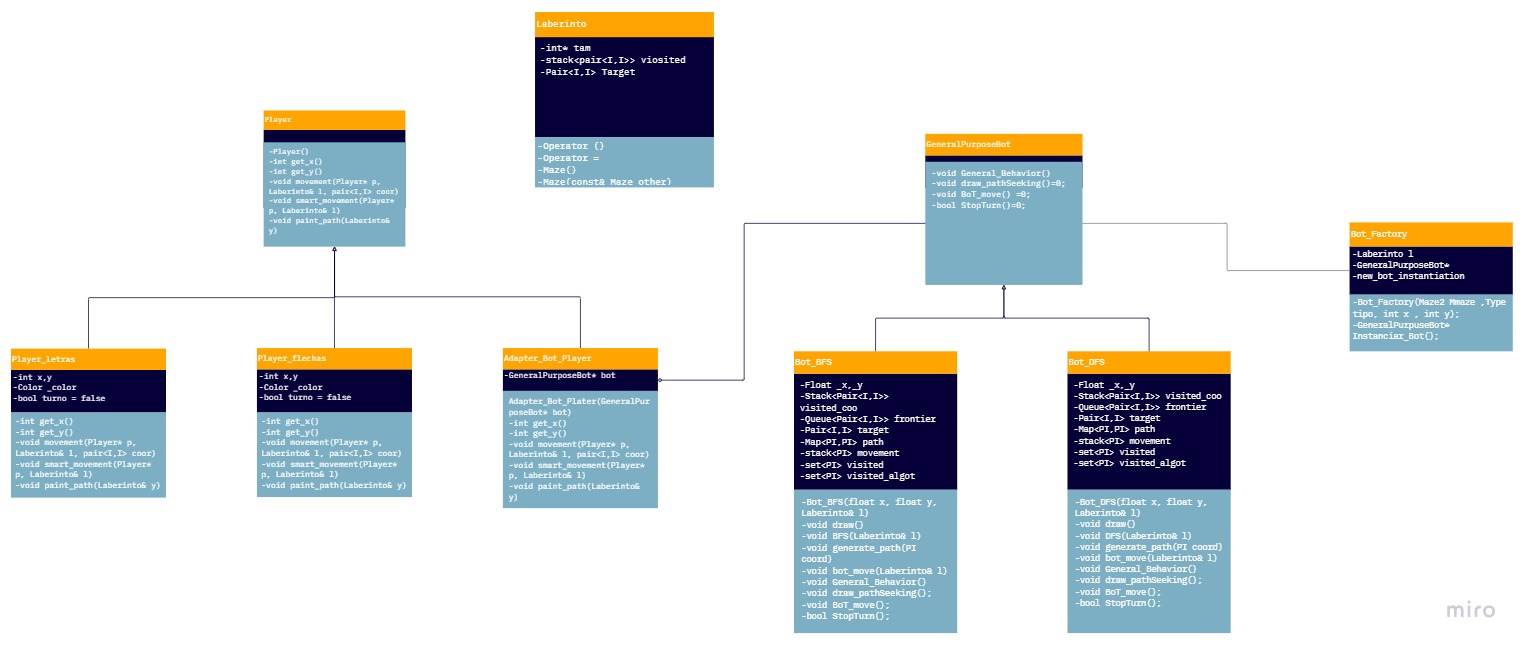 Laberinto
-int* tam
-stack<pair<I,I>> viosited
-Pair<I,I> Target
-Operator {}
-Operator =
-Maze()
-Maze(const& Maze other)
Player
-Player()
-int get_x()
-int get_y()
-void movement(Player* p,
Laberinto& l, pair<I,I> coor)
-void smart_movement(Player*
p, Laberinto& l)
-void paint_path(Laberinto&
y)
GeneralPurposeBot
-void General_Behavior()
-void draw_pathSeeking()=0;
-void BoT_move() =0;
-bool StopTurn()=0;
Bot_Factory
-Laberinto l
-GeneralPurposeBot*
-new_bot_instantiation
-Bot_Factory(Maze2 Mmaze ,Type
tipo, int x , int y);
-GeneralPurpuseBot*
Instanciar_Bot();
Player_letras
-int x,y
-Color _color
-bool turno = false
-int get_x()
-int get_y()
-void movement(Player* p,
Laberinto& l, pair<I,I> coor)
-void smart_movement(Player*
p, Laberinto& l)
-void paint_path(Laberinto& y)
Player_flechas
-int x,y
-Color _color
-bool turno = false
-int get_x()
-int get_y()
-void movement(Player* p,
Laberinto& l, pair<I,I> coor)
-void smart_movement(Player*
p, Laberinto& l)
-void paint_path(Laberinto& y)
Adapter_Bot_Player
-GeneralPurposeBot* bot
Adapter_Bot_Plater(GeneralPur
poseBot* bot)
-int get_x()
-int get_y()
-void movement(Player* p,
Laberinto& l, pair<I,I> coor)
-void smart_movement(Player*
p, Laberinto& l)
-void paint_path(Laberinto&
y)
Bot_BFS
-Float _x,_y
-Stack<Pair<I,I>>
visited_coo
-Queue<Pair<I,I>> frontier
-Pair<I,I> target
-Map<PI,PI> path
-stack<PI> movement
-set<PI> visited
-set<PI> visited_algot
-Bot_BFS(float x, float y,
Laberinto& l)
-void draw()
-void BFS(Laberinto& l)
-void generate_path(PI
coord)
-void bot_move(Laberinto& l)
-void General_Behavior()
-void draw_pathSeeking();
-void BoT_move();
-bool StopTurn();
Bot_DFS
-Float _x,_y
-Stack<Pair<I,I>> visited_coo
-Queue<Pair<I,I>> frontier
-Pair<I,I> target
-Map<PI,PI> path
-stack<PI> movement
-set<PI> visited
-set<PI> visited_algot
-Bot_DFS(float x, float y,
Laberinto& l)
-void draw()
-void DFS(Laberinto& l)
-void generate_path(PI coord)
-void bot_move(Laberinto& l)
-void General_Behavior()
-void draw_pathSeeking();
-void BoT_move();
-bool StopTurn();
miro